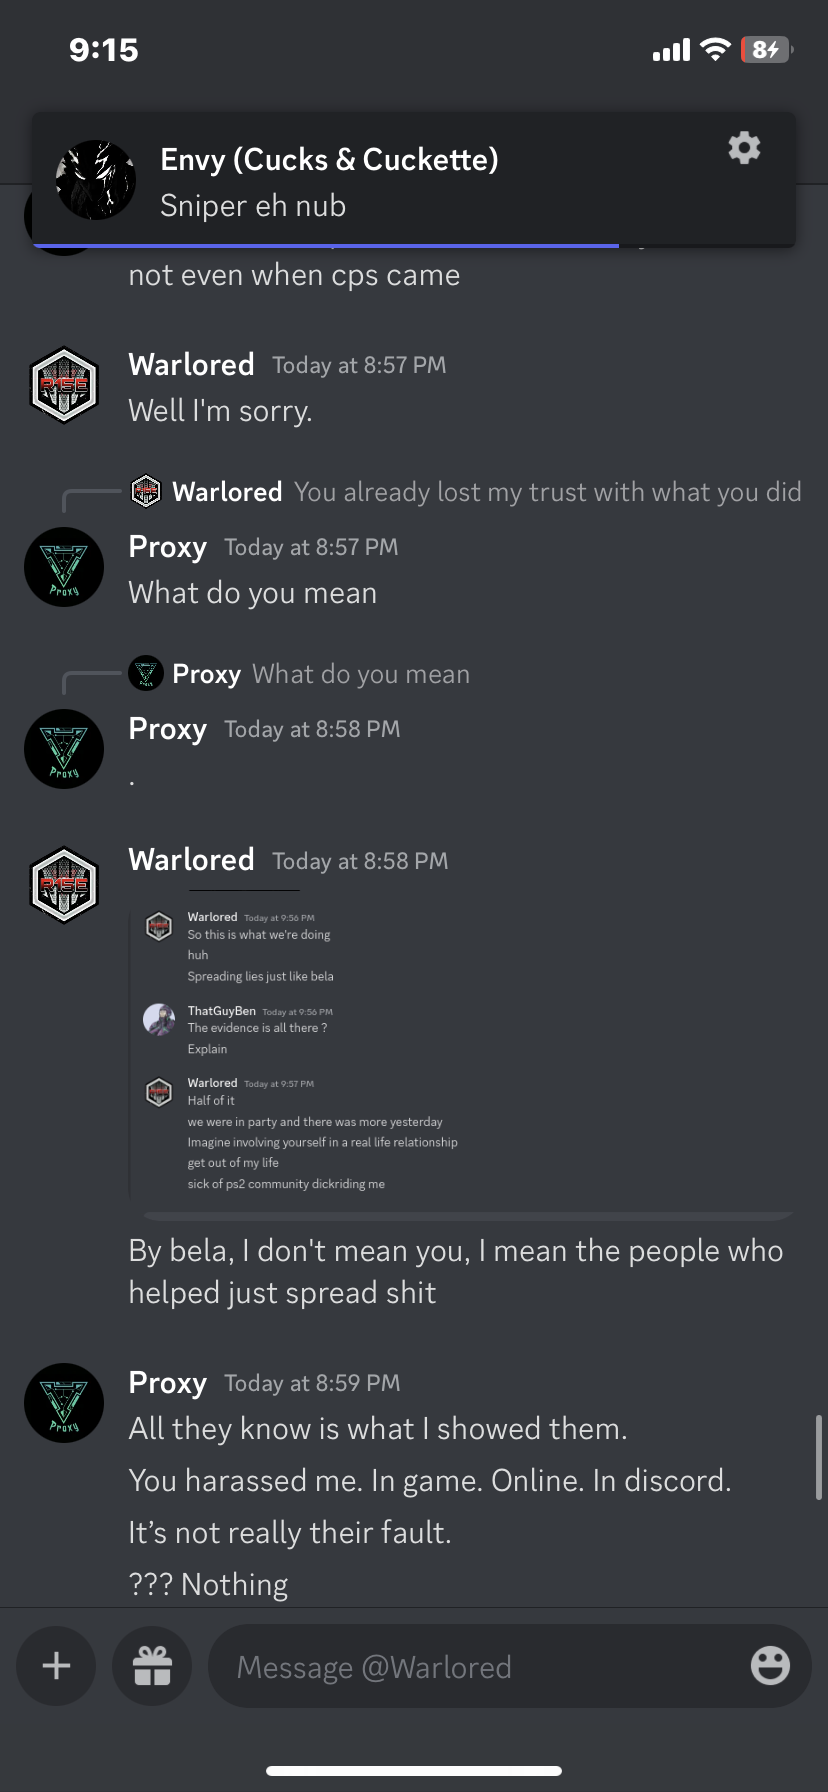 9:15
8
Envy (Cucks & Cuckette)
Sniper eh nub
not even when cps came
Warlored Today at 8:57 PM
Well I'm sorry.
Warlored You already lost my trust with what you did
Proxy Today at 8:57 PM
What do you mean
Proxy What do you mean
Proxy Today at 8:58 PM
.
Warlored Today at 8:58 PM
Warlored Today at 9:56 PM
So this is what we're doing
huh
Spreading lies just like bela
ThatGuyBen Today at 9:56 PM
The evidence is all there ?
Explain
Warlored Today at 9:57 PM
Half of it
we were in party and there was more yesterday
Imagine involving yourself in a real life relationship
get out of my life
sick of ps2 community dickriding me
By bela, I don't mean you, I mean the people who
helped just spread shit
Proxy Today at 8:59 PM
All they know is what I showed them.
You harassed me. In game. Online. In discord.
It’s not really their fault.
??? Nothing
Message @Warlored